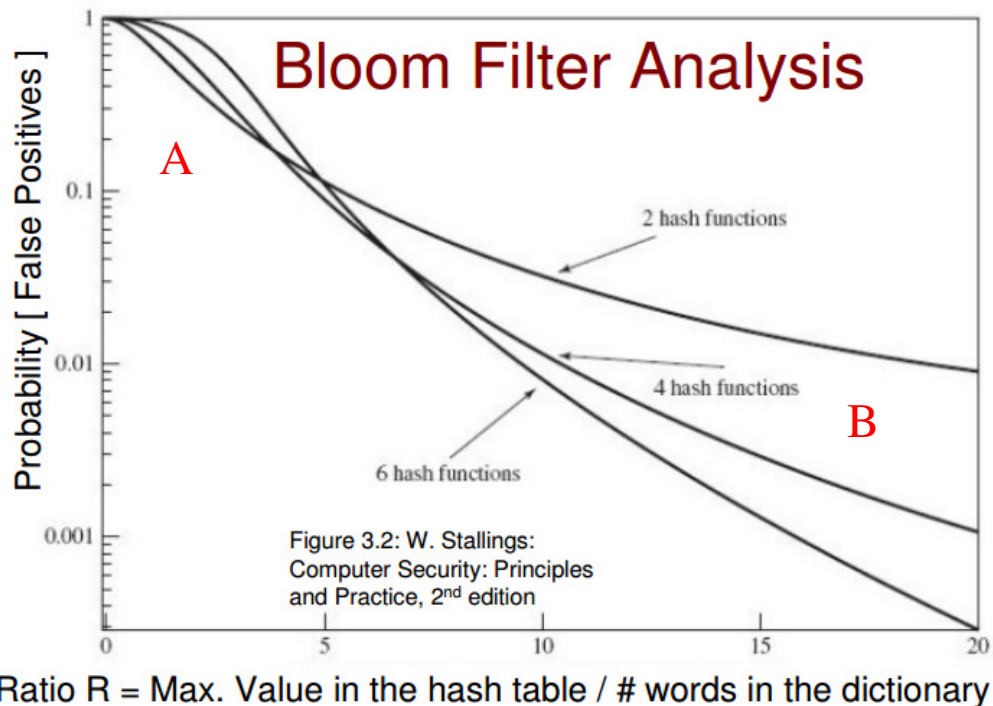 Bloom Filter Analysis
Probability [ False Positives ]
1
0.1
0.01
0.001
A
B
2 hash functions
4 hash functions
6 hash functions
Figure 3.2: W. Stallings:
Computer Security: Principles
and Practice, 2nd edition
0 5 10 15 20
Ratio R = Max. Value in the hash table / # words in the dictionary